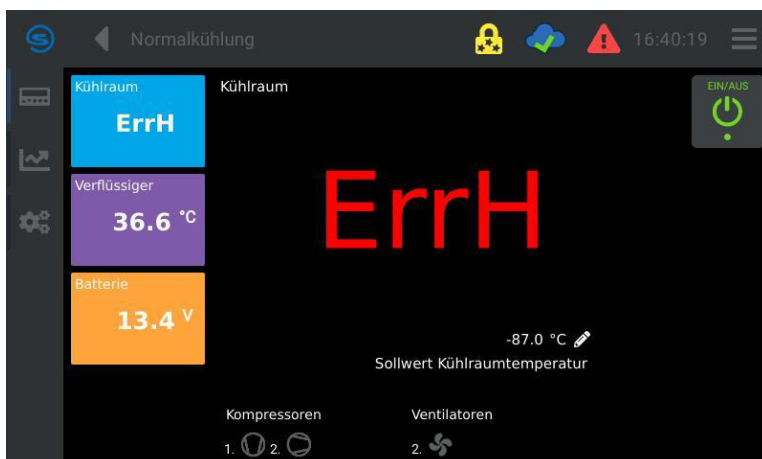 Normalkühlung
16:40:19
Kühlraum
ErrH
Verflüssiger
36.6 °C
Batterie
13.4 V
Kühlraum
ErrH
EIN/AUS
-87.0 °C
Sollwert Kühlraumtemperatur
Kompressoren
1. 2.
Ventilatoren
2.